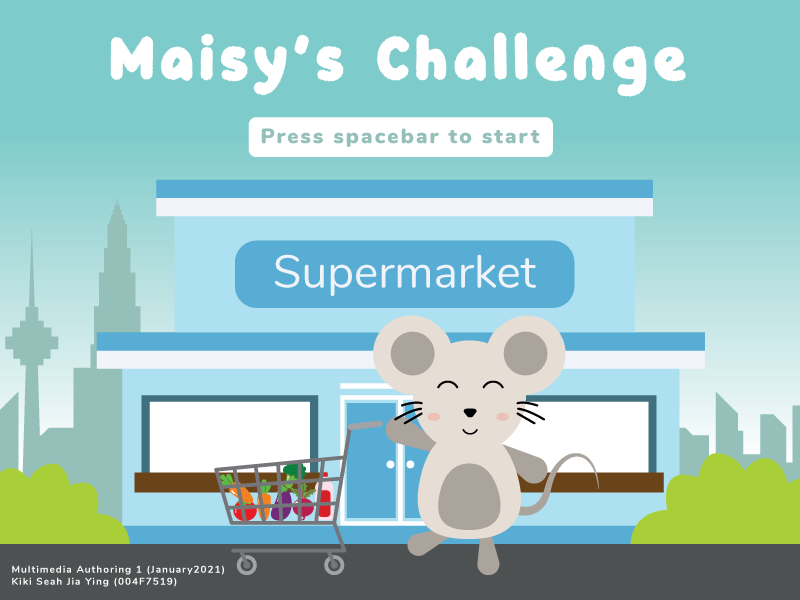 Maisy's Challenge
Press spacebar to start
Supermarket
Multimedia Authoring 1 (January2021)
Kiki Seah Jia Ying (004F7519)